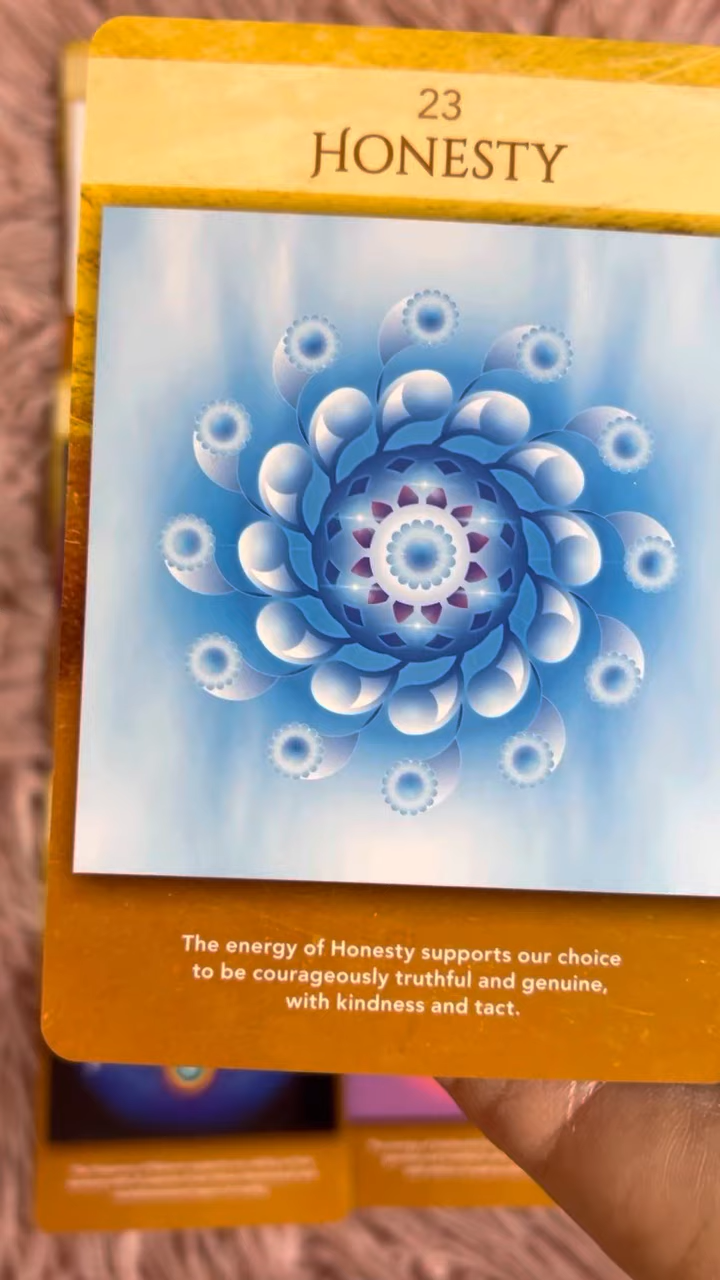 23
HONESTY
The energy of Honesty supports our choice
to be courageously truthful and genuine,
with kindness and tact.